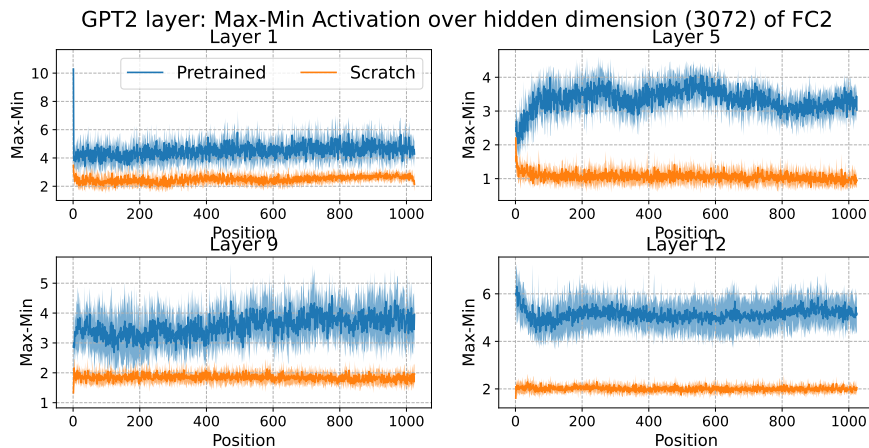 GPT2 layer: Max-Min Activation over hidden dimension (3072) of FC2
Layer 1
Max-Min
10
8
6
4
2
Pretrained
Scratch
0 200 400 600 800 1000
Position
Layer 5
Max-Min
4
3
2
1
0 200 400 600 800 1000
Position
Layer 9
Max-Min
5
4
3
2
1
0 200 400 600 800 1000
Position
Layer 12
Max-Min
6
4
2
0 200 400 600 800 1000
Position